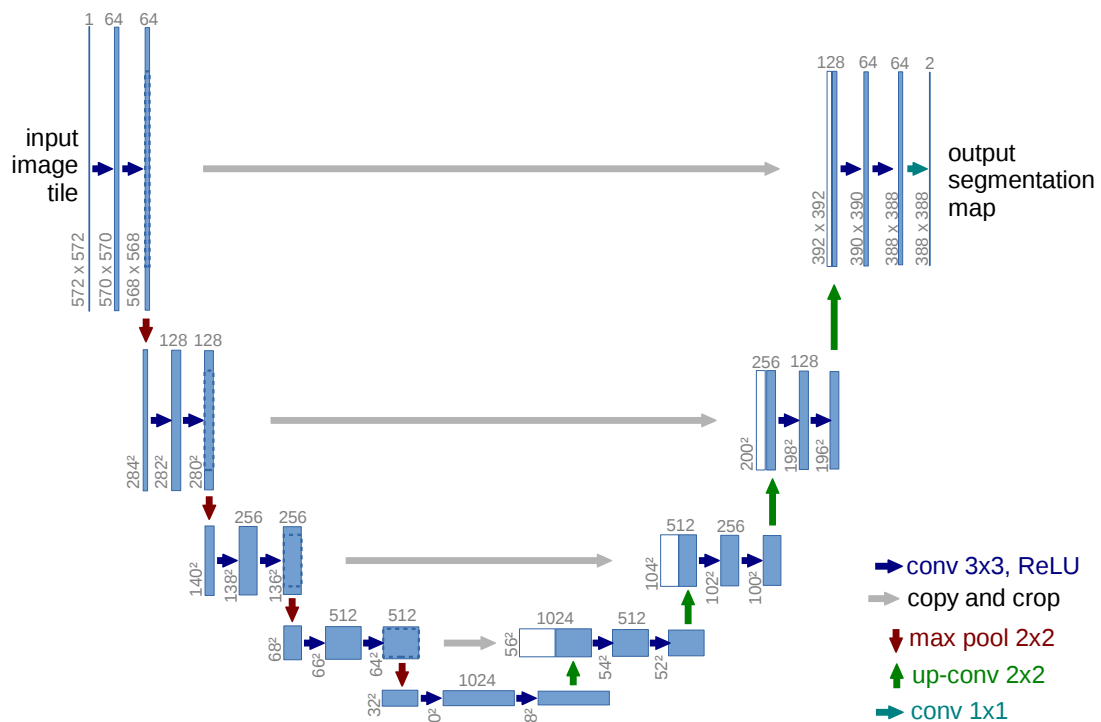 1 64 64
128
64 64 2
input
image
tile
output
segmentation
map
572 x 572
570 x 570
568 x 568
392 x 392
390 x 390
388 x 388
388 x 388
128 128
256 128
284²
282²
280²
200²
198²
196²
256 256
512 256
140²
138²
136²
104²
102²
100²
512 512
1024 512
68²
66²
64²
56²
54²
52²
1024
32²
0²
8²
conv 3x3, ReLU
copy and crop
max pool 2x2
up-conv 2x2
conv 1x1